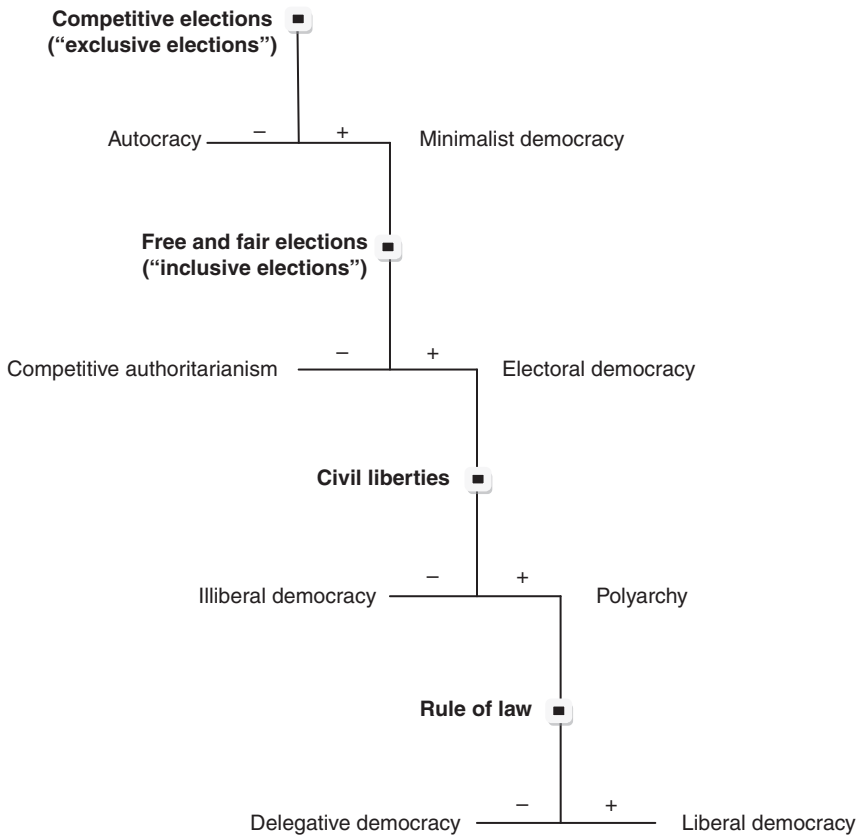 Competitive elections
(“exclusive elections”)
Autocracy – + Minimalist democracy
Free and fair elections
(“inclusive elections”)
Competitive authoritarianism – + Electoral democracy
Civil liberties
Illiberal democracy – + Polyarchy
Rule of law
Delegative democracy – + Liberal democracy